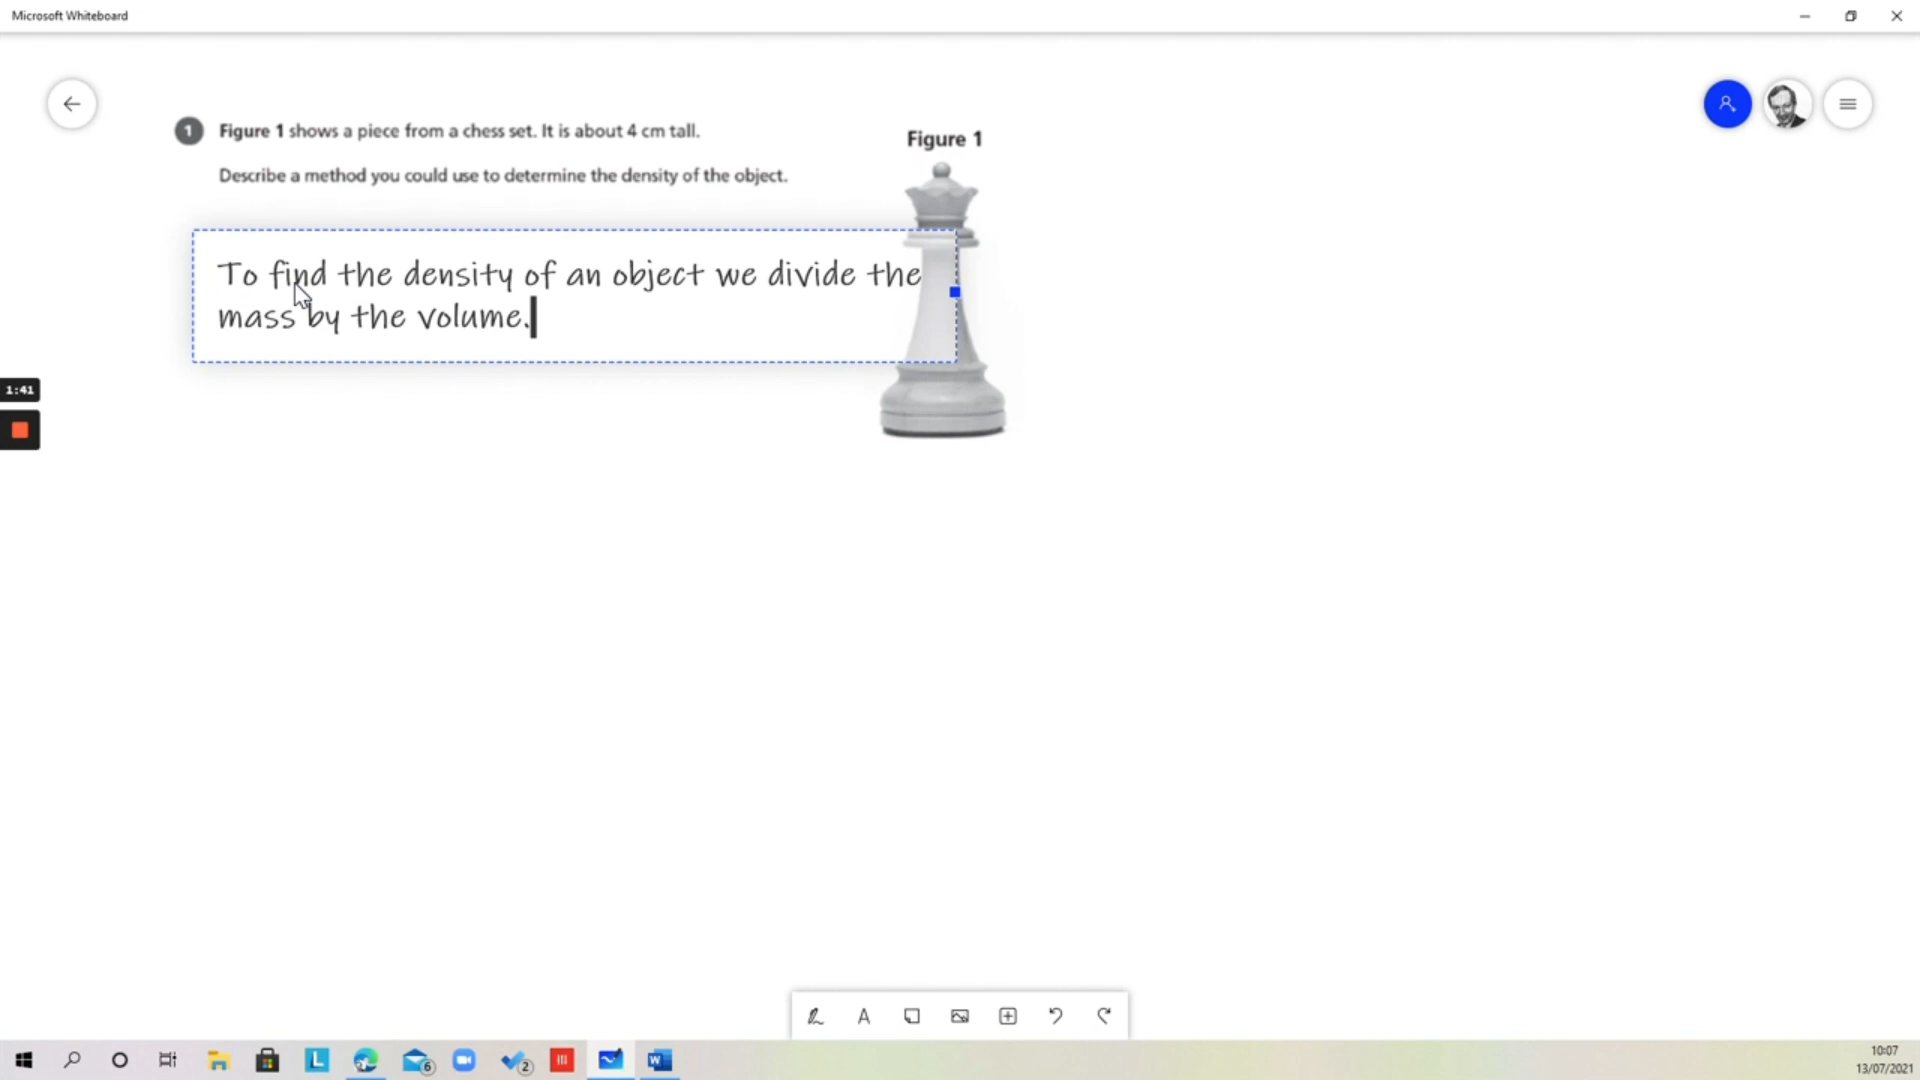 Microsoft Whiteboard
1 Figure 1 shows a piece from a chess set. It is about 4 cm tall.
Figure 1
Describe a method you could use to determine the density of the object.
To find the density of an object we divide the
mass by the volume.
1:41
A
L
6
2
W
10:07
13/07/2021